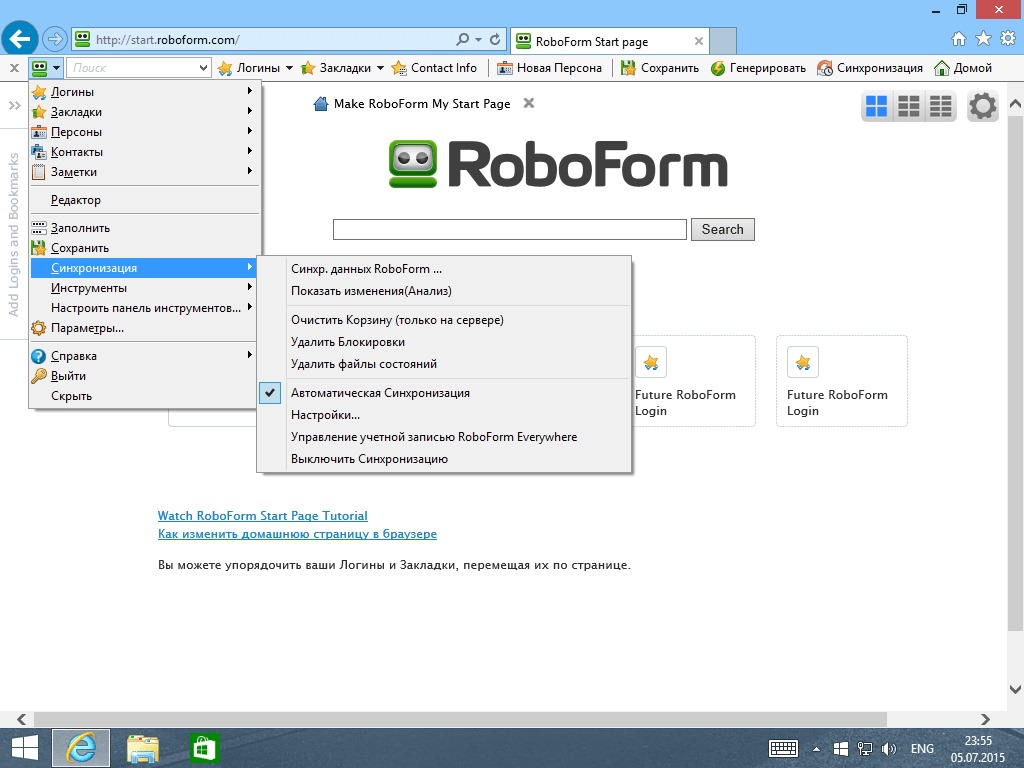 http://start.roboform.com/
RoboForm Start page
Поиск
Логины
Закладки
Contact Info
Новая Персона
Сохранить
Генерировать
Синхронизация
Домой
Логины
Закладки
Персоны
Контакты
Заметки
Редактор
Заполнить
Сохранить
Синхронизация
Инструменты
Настроить панель инструментов...
Параметры...
Справка
Выйти
Скрыть
Add Logins and Bookmarks
Make RoboForm My Start Page
RoboForm
Search
Синхр. данных RoboForm ...
Показать изменения(Анализ)
Очистить Корзину (только на сервере)
Удалить Блокировки
Удалить файлы состояний
Автоматическая Синхронизация
Настройки...
Управление учетной записью RoboForm Everywhere
Выключить Синхронизацию
Future RoboForm
Login
Future RoboForm
Login
Watch RoboForm Start Page Tutorial
Как изменить домашнюю страницу в браузере
Вы можете упорядочить ваши Логины и Закладки, перемещая их по странице.
ENG
23:55
05.07.2015